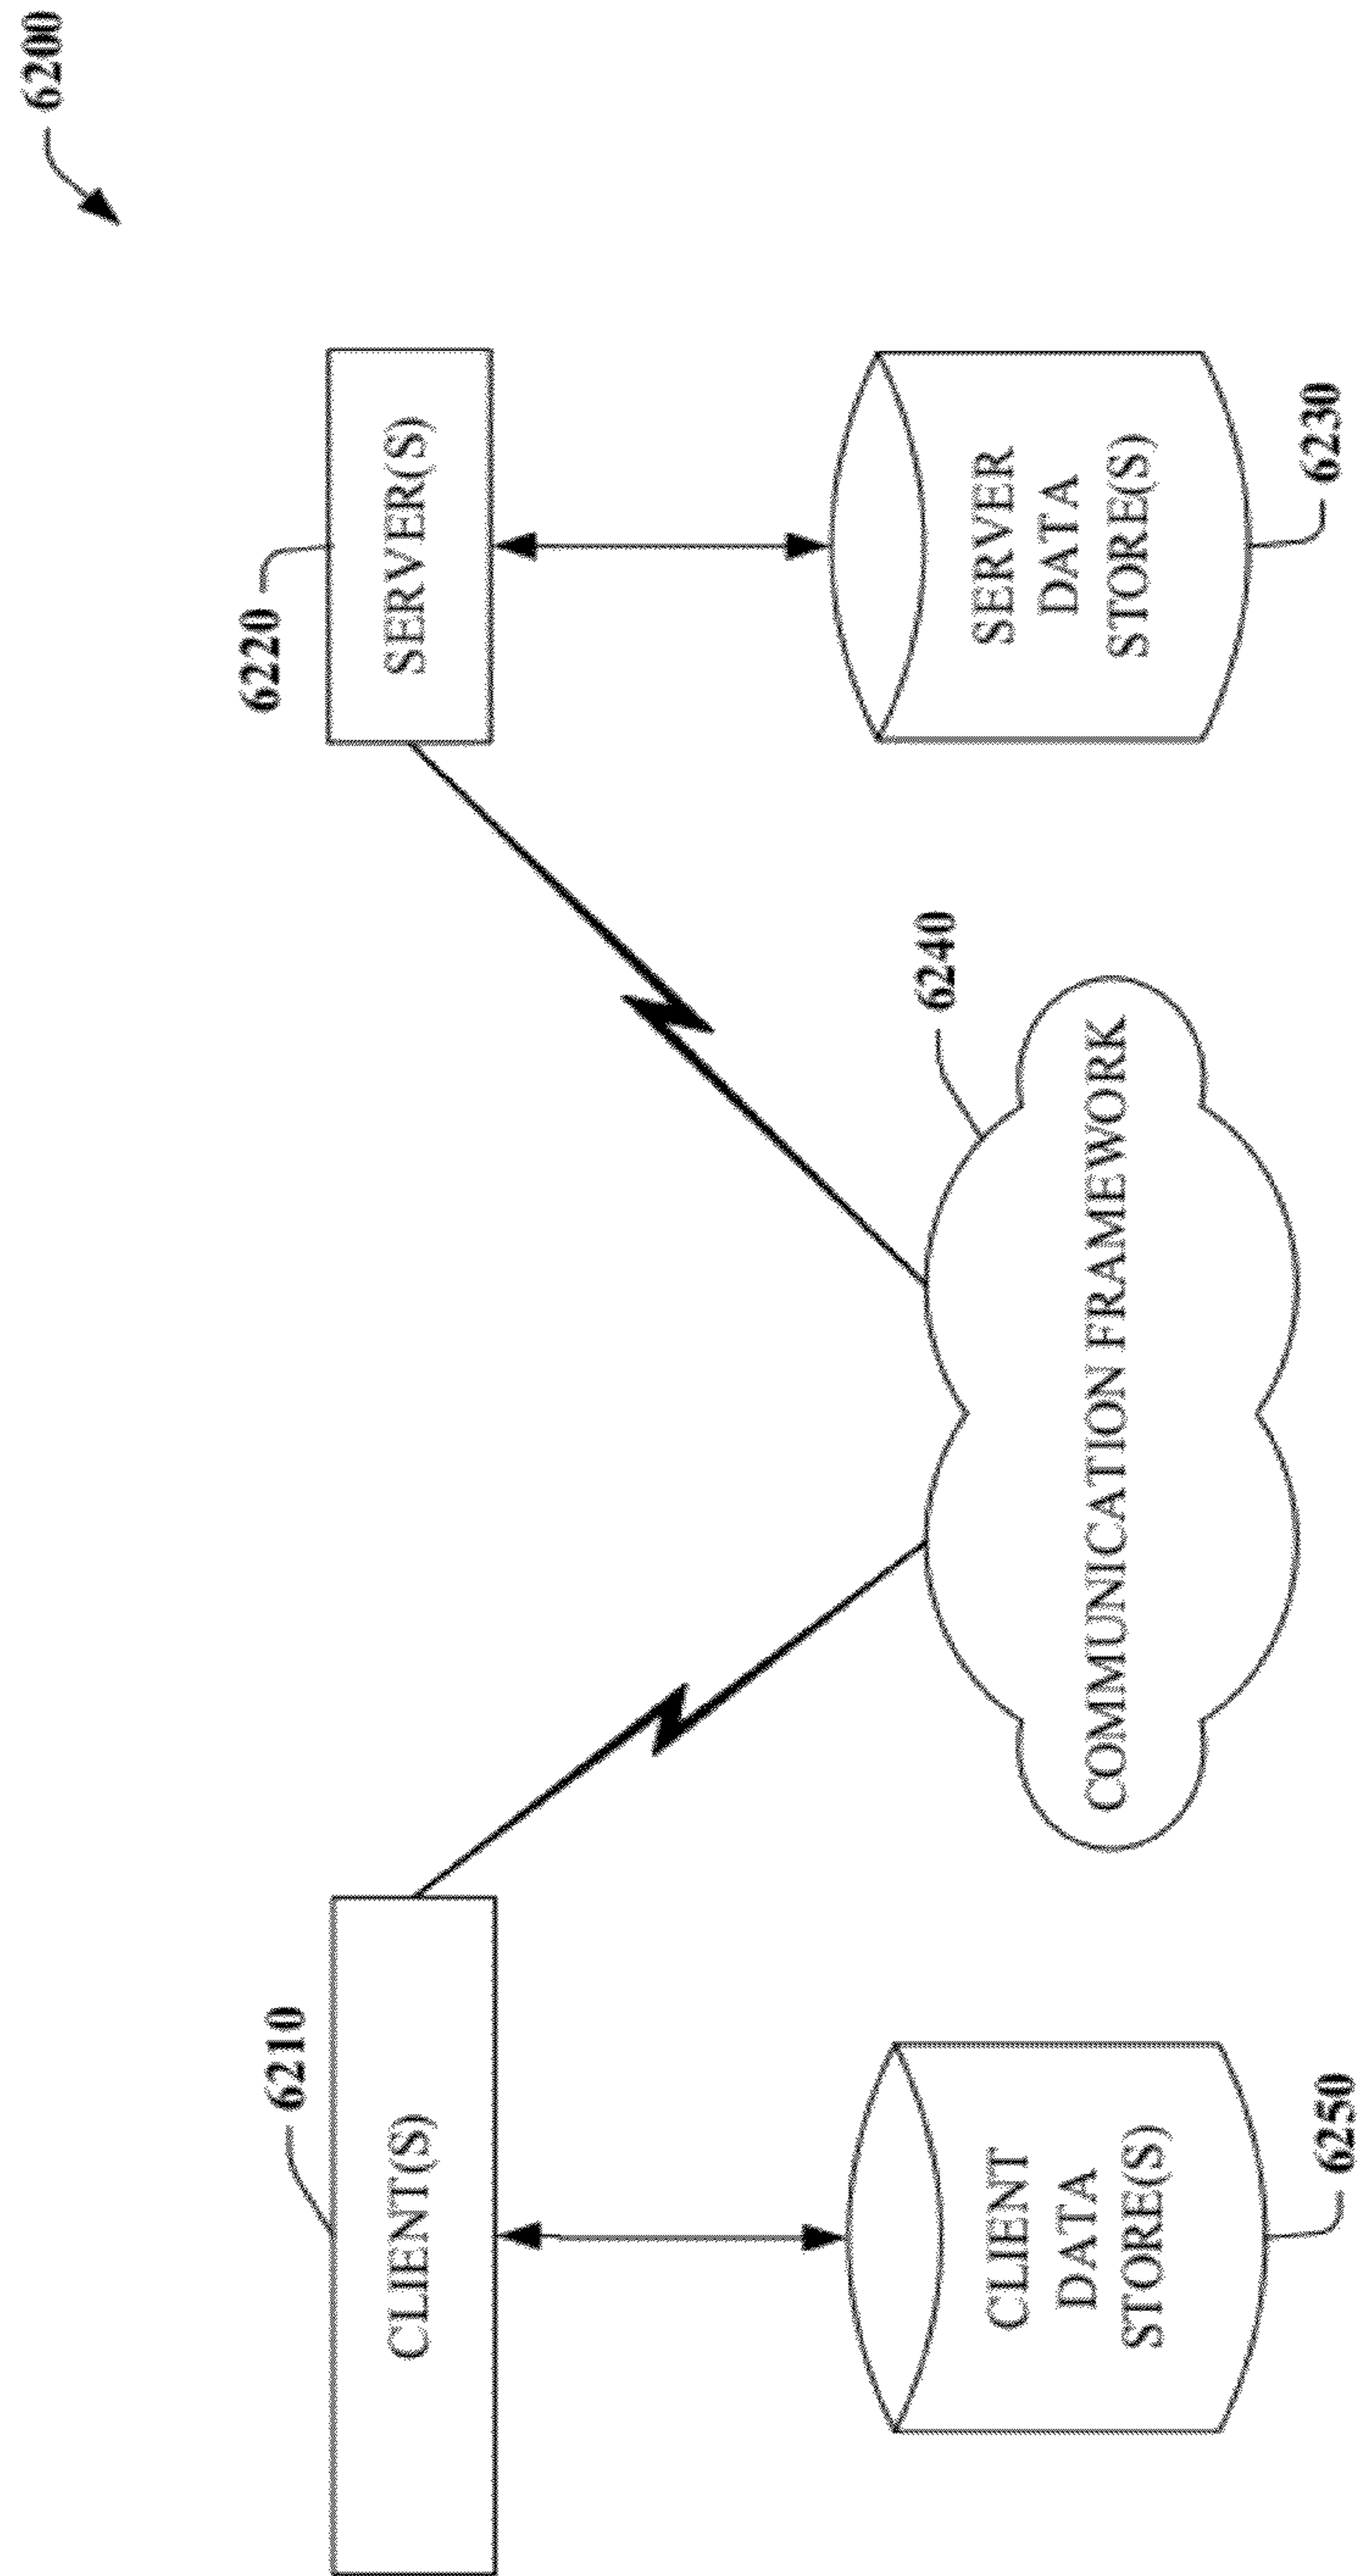 6200
6210
CLIENT(S)
6220
SERVER(S)
6240
COMMUNICATION FRAMEWORK
CLIENT
DATA
STORE(S)
6250
SERVER
DATA
STORE(S)
6230